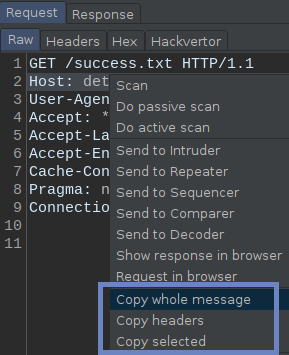 Request Response
Raw Headers Hex Hackvertor
1 GET /success.txt HTTP/1.1
2 Host: det
3 User-Agen
4 Accept: *
5 Accept-La
6 Accept-En
7 Cache-Con
8 Pragma: n
9 Connectio
10
11
Scan
Do passive scan
Do active scan
Send to Intruder
Send to Repeater
Send to Sequencer
Send to Comparer
Send to Decoder
Show response in browser
Request in browser
Copy whole message
Copy headers
Copy selected